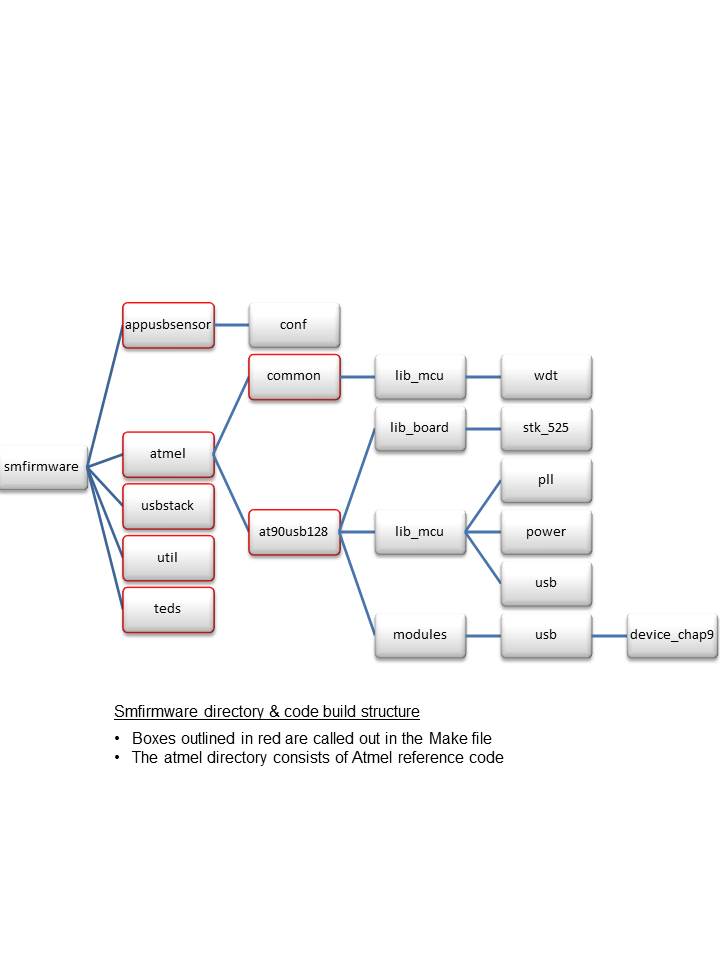 appusbsensor
conf
common
lib_mcu
wdt
lib_board
stk_525
smfirmware
atmel
pll
usbstack
at90usb128
lib_mcu
power
util
usb
teds
modules
usb
device_chap9
Smfirmware directory & code build structure
• Boxes outlined in red are called out in the Make file
• The atmel directory consists of Atmel reference code